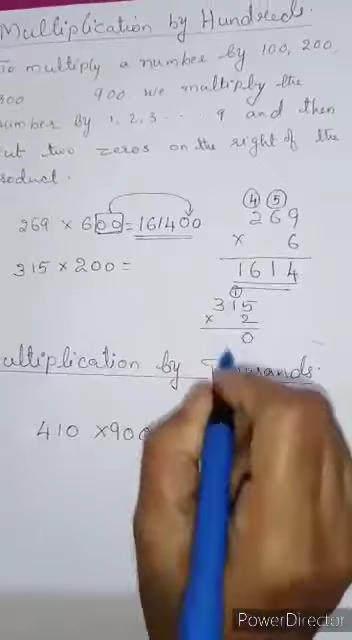 Multiplication by Hundreds.
To multiply a number by 100, 200,
300 900 we multiply the
number by 1, 2, 3 ..... 9 and then
put two zeros on the right of the
product.
269 × 600 = 161400
4 5
269
× 6
1614
315 × 200 =
1
315
× 2
0
ultiplication by Thousands.
410 × 900
PowerDirector